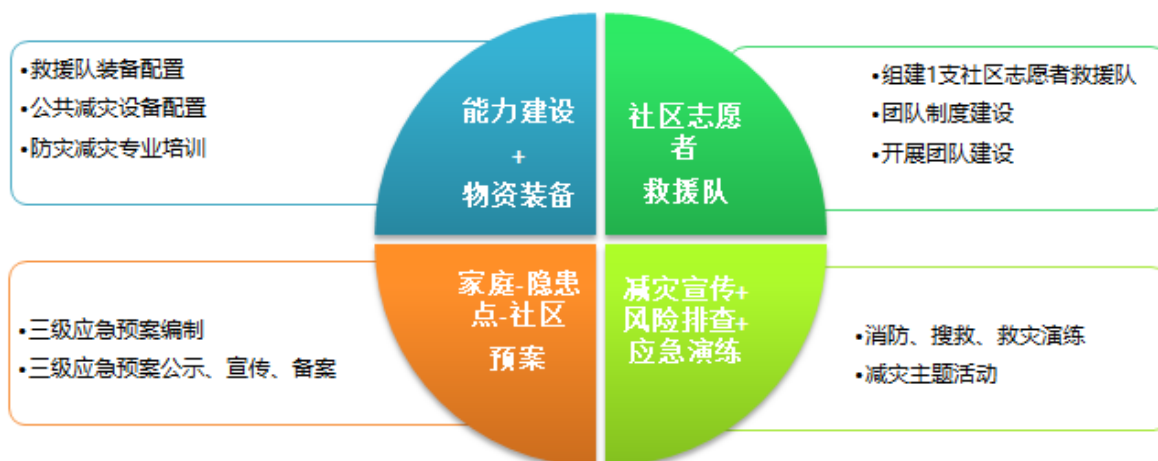 •救援队装备配置
•公共减灾设备配置
•防灾减灾专业培训
能力建设
+
物资装备
社区志愿
者
救援队
•组建1支社区志愿者救援队
•团队制度建设
•开展团队建设
•三级应急预案编制
•三级应急预案公示、宣传、备案
家庭-隐患
点-社区
预案
减灾宣传+
风险排查+
应急演练
•消防、搜救、救灾演练
•减灾主题活动